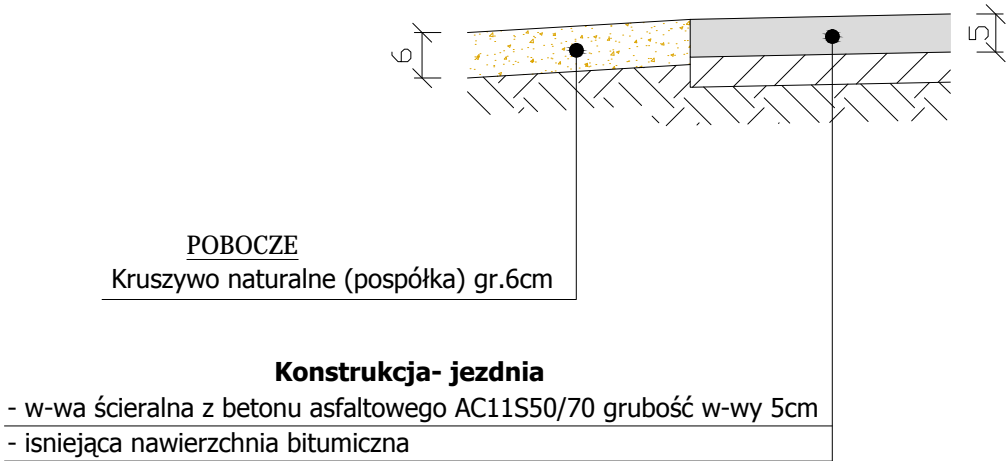 5
6
POBOCZE
Kruszywo naturalne (pospółka) gr.6cm
Konstrukcja- jezdnia
- w-wa ścieralna z betonu asfaltowego AC11S50/70 grubość w-wy 5cm
- isniejąca nawierzchnia bitumiczna